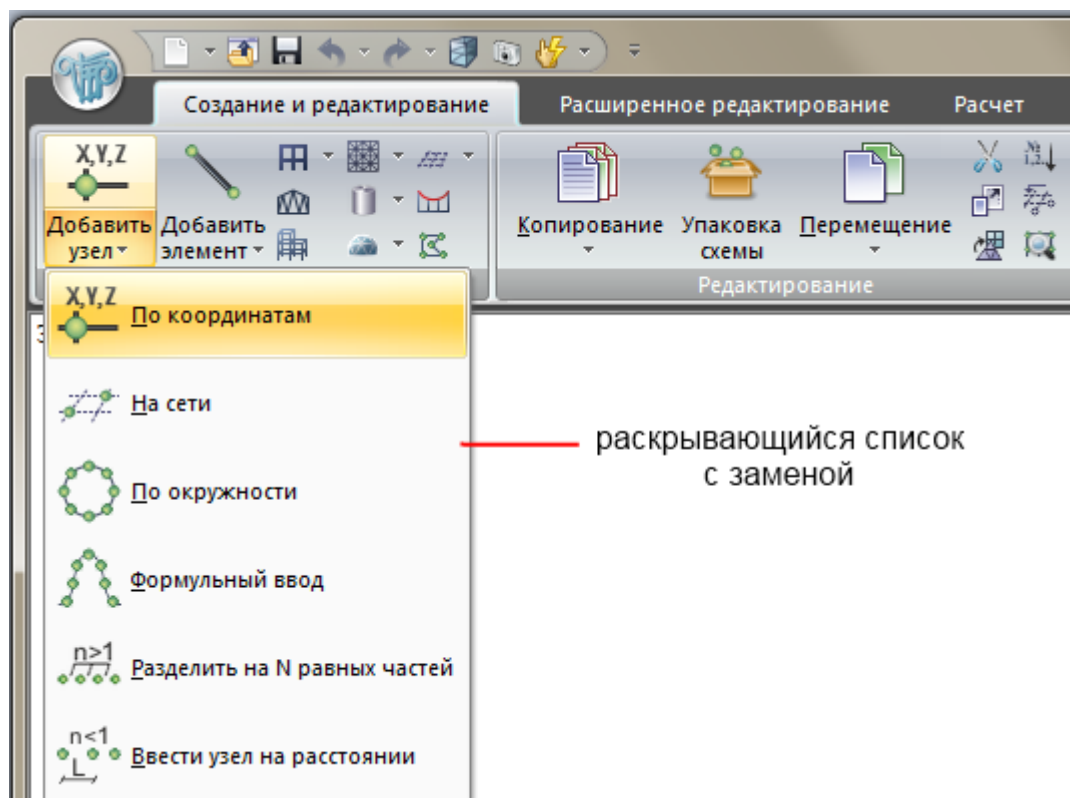 Создание и редактирование Расширенное редактирование Расчет
X,Y,Z
Добавить узел
Добавить элемент
Копирование
Упаковка схемы
Перемещение
Редактирование
X,Y,Z
По координатам
На сети
По окружности
Формульный ввод
n>1
Разделить на N равных частей
n<1
L
Ввести узел на расстоянии
раскрывающийся список
с заменой